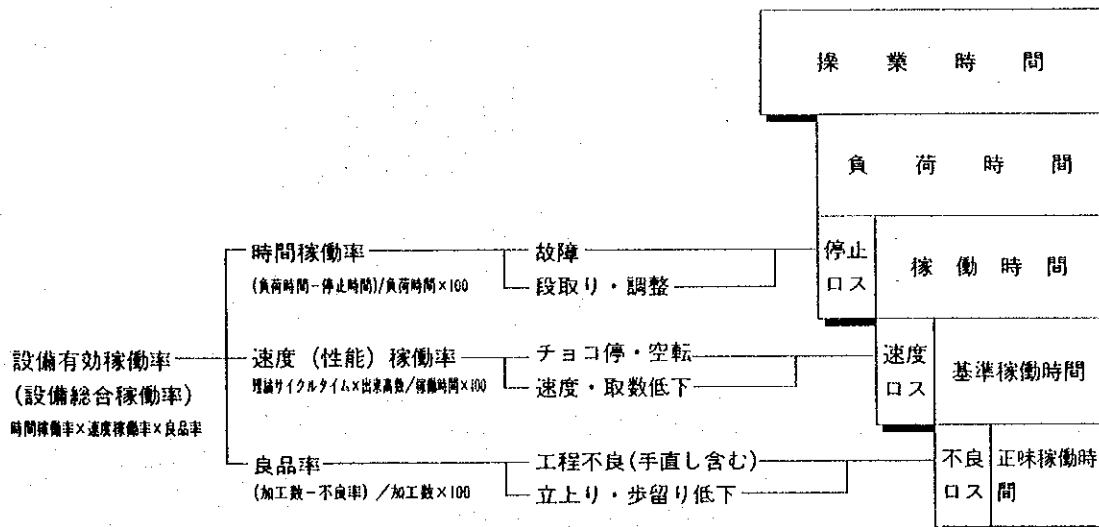 操業時間
負荷時間
時間稼働率
(負荷時間−停止時間)/負荷時間×100
故障
段取り・調整
停止
ロス
稼働時間
設備有効稼働率
(設備総合稼働率)
時間稼働率×速度稼働率×良品率
速度（性能）稼働率
理論サイクルタイム×出来高数/稼働時間×100
チョコ停・空転
速度・取数低下
速度
ロス
基準稼働時間
良品率
(加工数−不良率）/加工数×100
工程不良(手直し含む)
立上り・歩留り低下
不良
ロス
正味稼働時
間